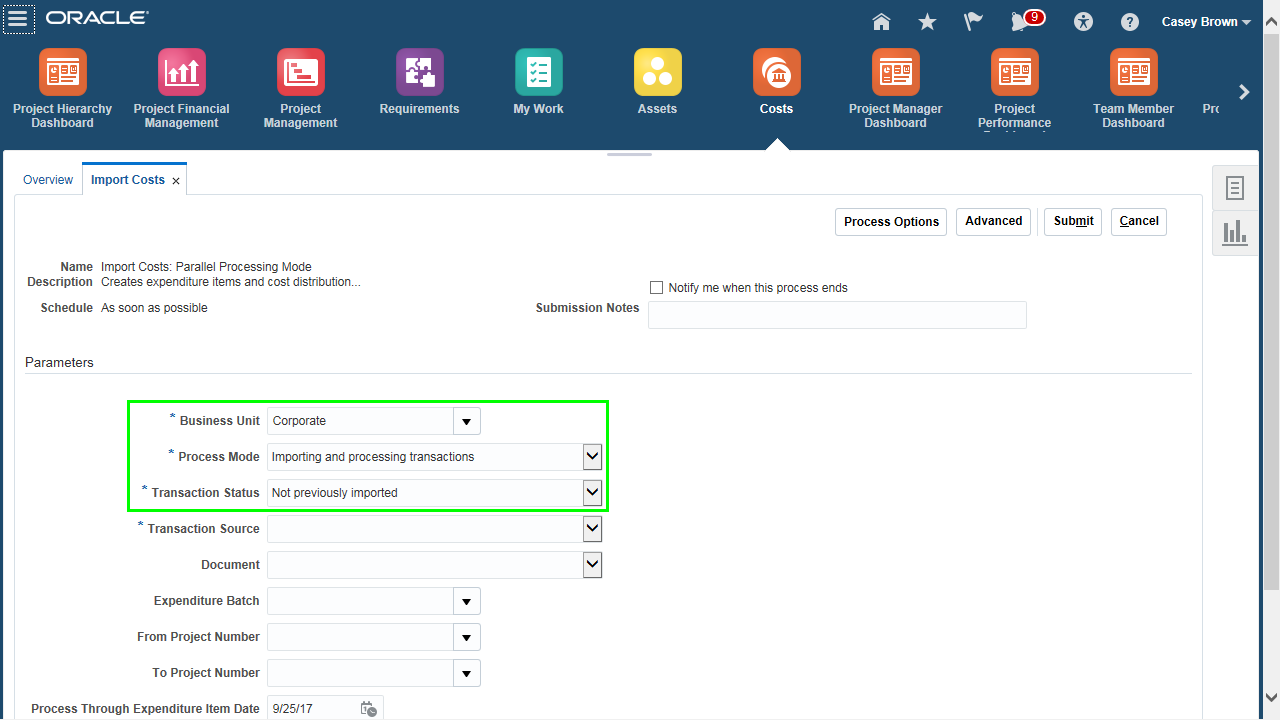 ORACLE
9
Casey Brown
Project Hierarchy Dashboard
Project Financial Management
Project Management
Requirements
My Work
Assets
Costs
Project Manager Dashboard
Project Performance
Team Member Dashboard
Overview
Import Costs
Process Options
Advanced
Submit
Cancel
Name Import Costs: Parallel Processing Mode
Description Creates expenditure items and cost distribution...
Notify me when this process ends
Schedule As soon as possible
Submission Notes
Parameters
* Business Unit Corporate
* Process Mode Importing and processing transactions
* Transaction Status Not previously imported
* Transaction Source
Document
Expenditure Batch
From Project Number
To Project Number
Process Through Expenditure Item Date 9/25/17